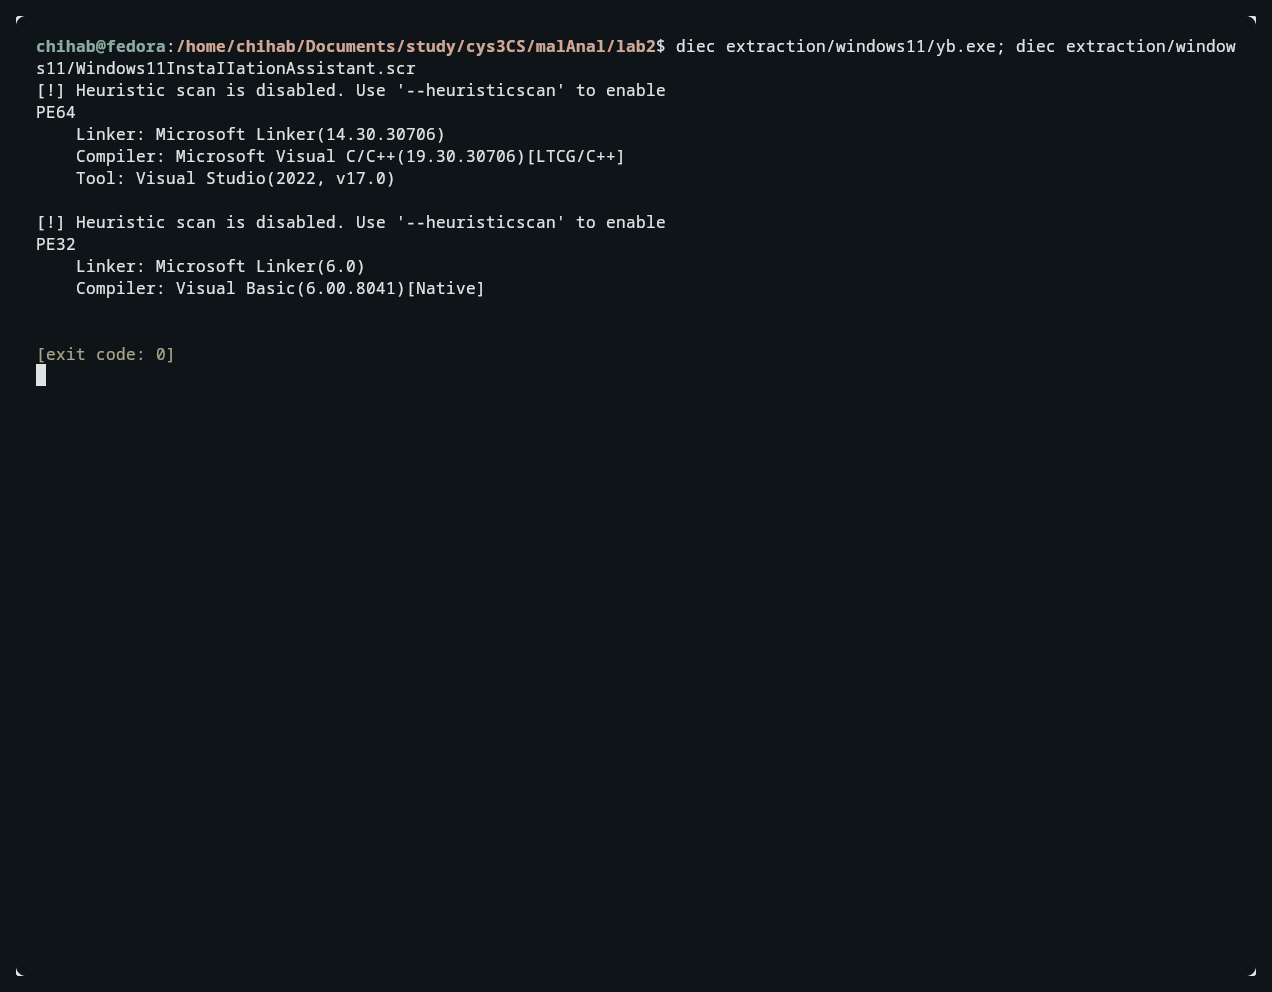 chihab@fedora:/home/chihab/Documents/study/cys3CS/malAnal/lab2$ diec extraction/windows11/yb.exe; diec extraction/window
s11/Windows11InstaIIationAssistant.scr
[!] Heuristic scan is disabled. Use '--heuristicscan' to enable
PE64
    Linker: Microsoft Linker(14.30.30706)
    Compiler: Microsoft Visual C/C++(19.30.30706)[LTCG/C++]
    Tool: Visual Studio(2022, v17.0)

[!] Heuristic scan is disabled. Use '--heuristicscan' to enable
PE32
    Linker: Microsoft Linker(6.0)
    Compiler: Visual Basic(6.00.8041)[Native]

[exit code: 0]